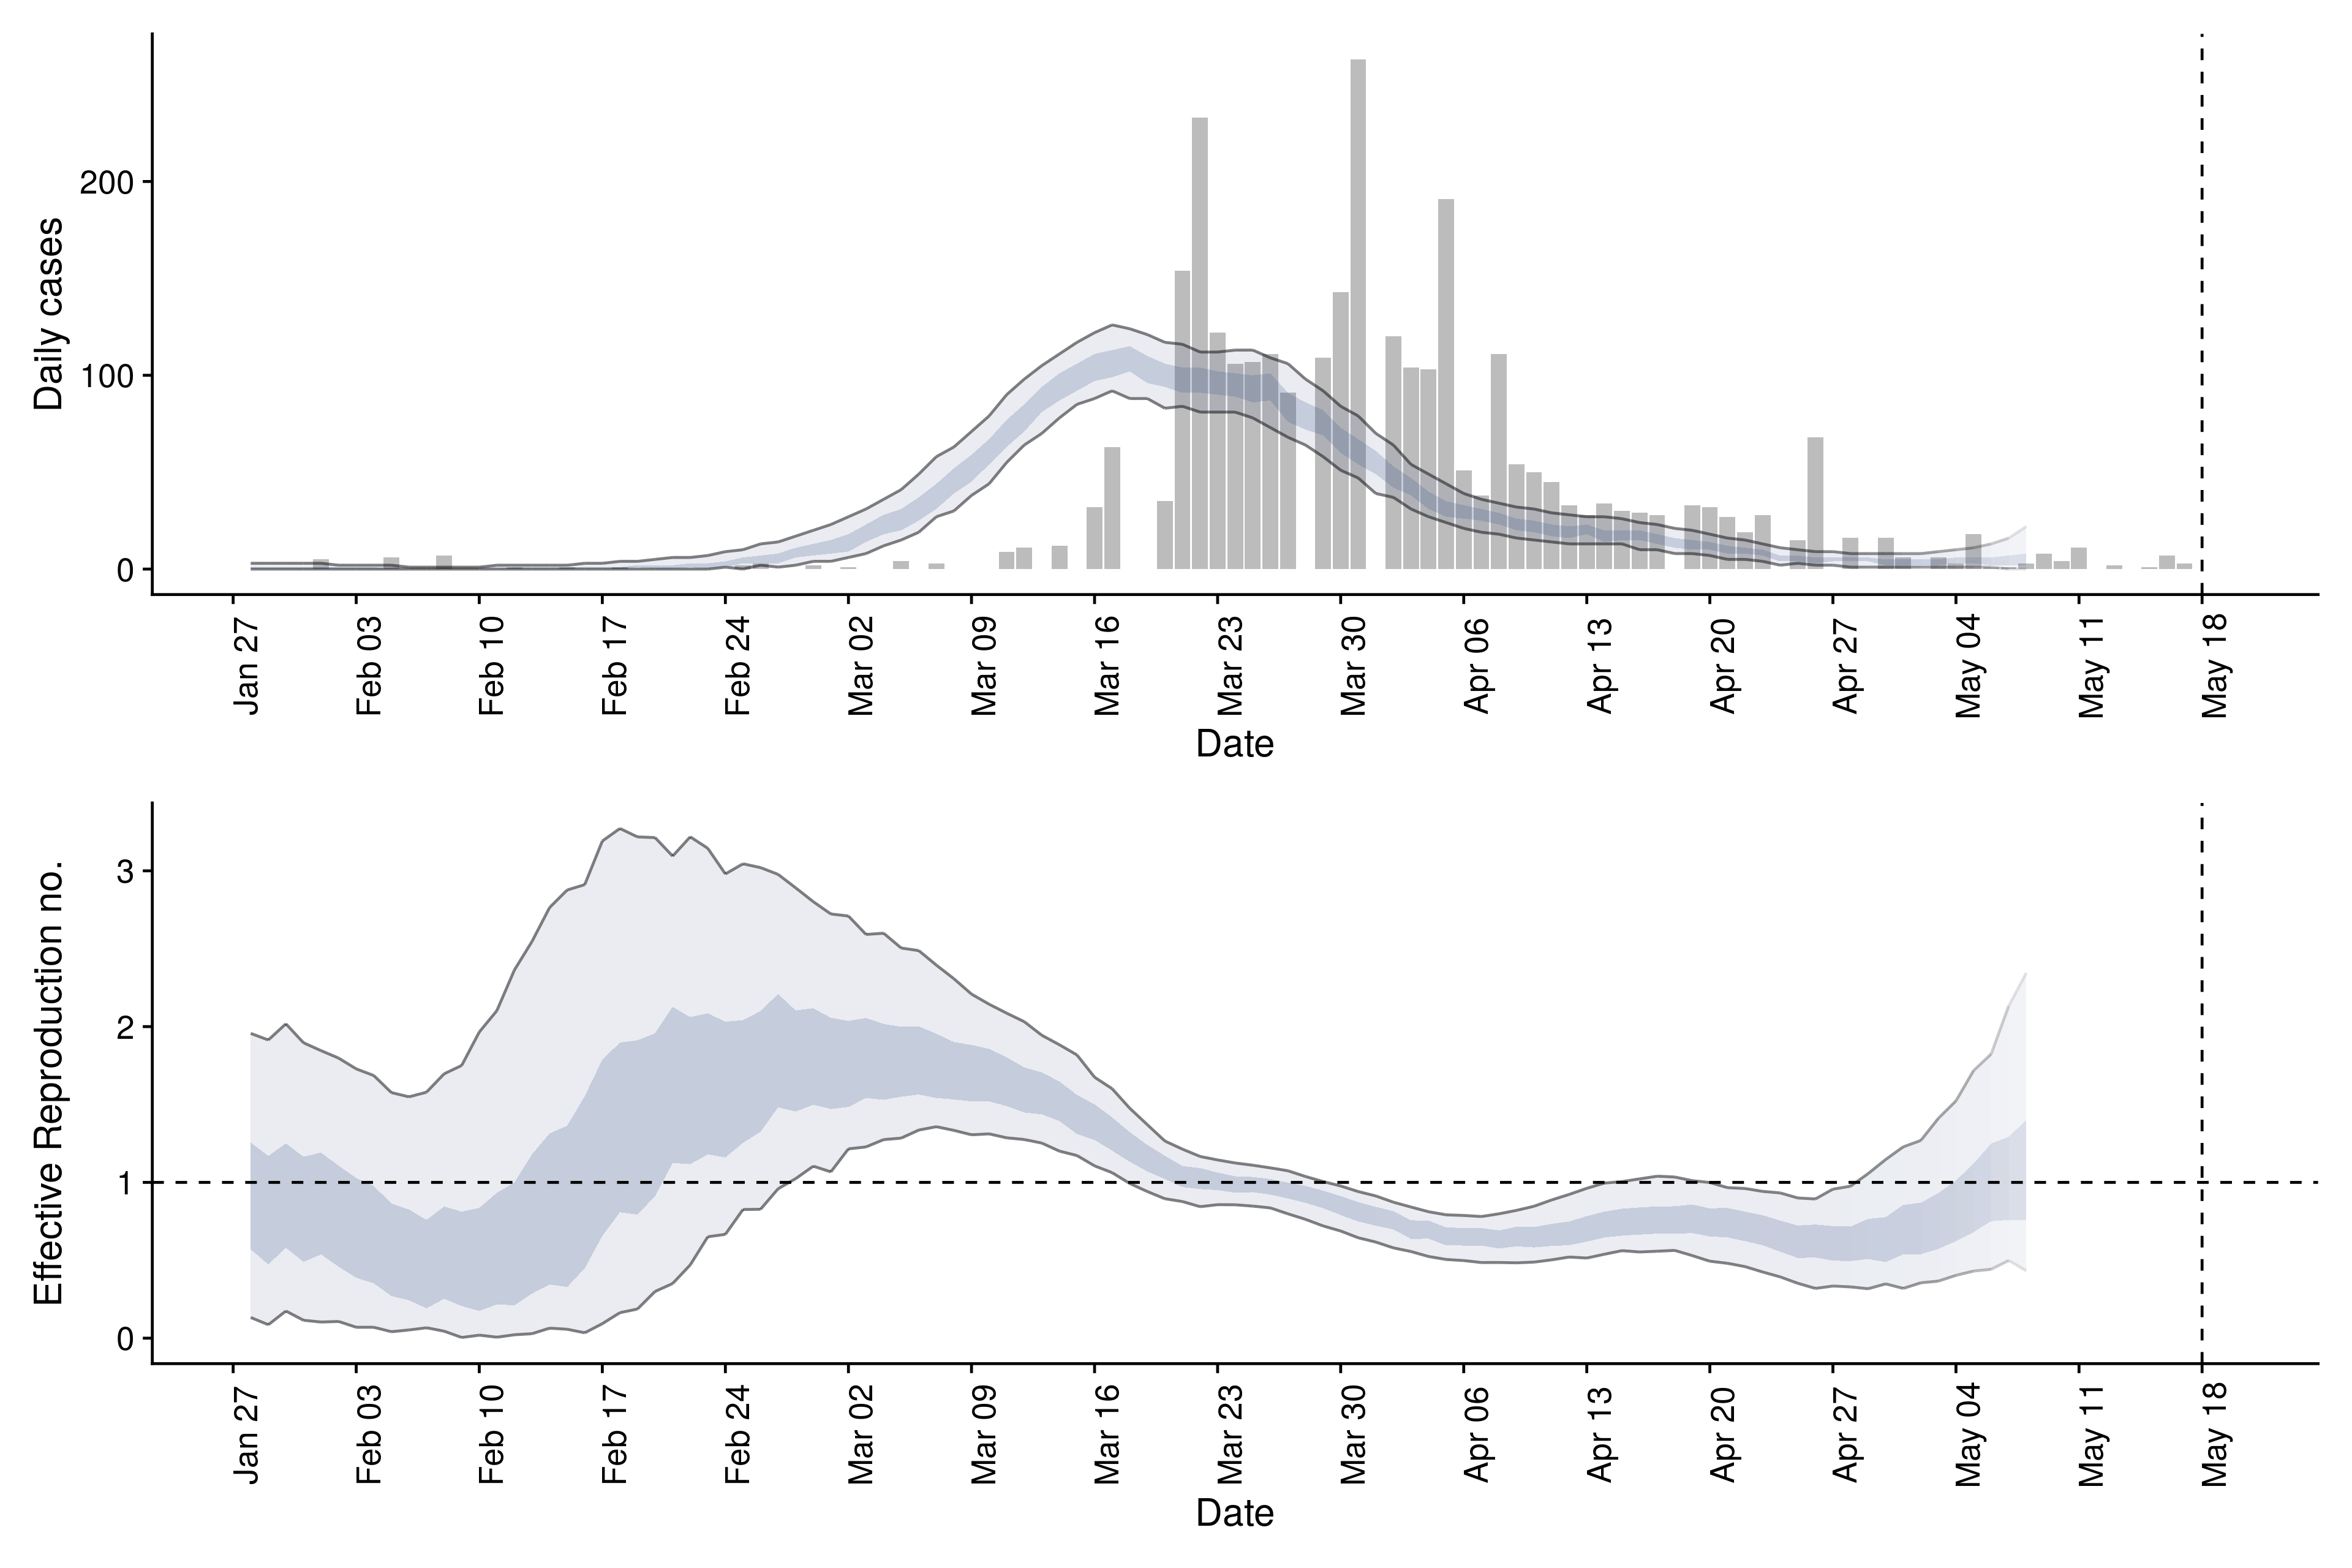 Daily cases
200
100
0
Jan 27
Feb 03
Feb 10
Feb 17
Feb 24
Mar 02
Mar 09
Mar 16
Mar 23
Mar 30
Apr 06
Apr 13
Apr 20
Apr 27
May 04
May 11
May 18
Date
Effective Reproduction no.
3
2
1
0
Jan 27
Feb 03
Feb 10
Feb 17
Feb 24
Mar 02
Mar 09
Mar 16
Mar 23
Mar 30
Apr 06
Apr 13
Apr 20
Apr 27
May 04
May 11
May 18
Date